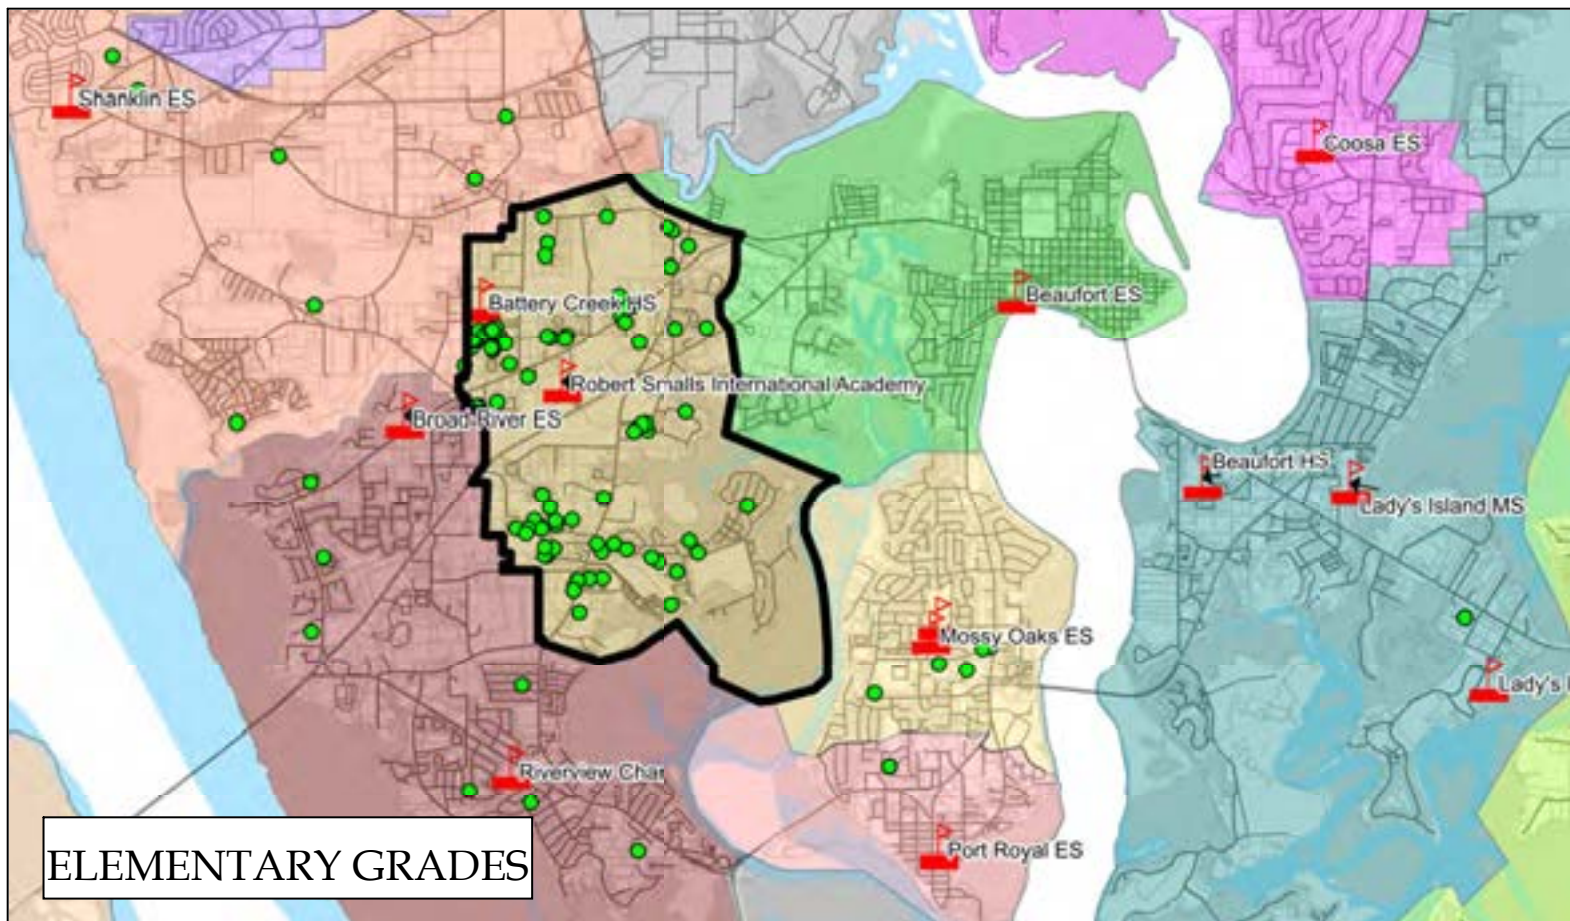 Shanklin ES
Coosa ES
Battery Creek HS
Beaufort ES
Robert Smalls International Academy
Broad River ES
Beaufort HS
Lady's Island MS
Mossy Oaks ES
Lady's I
Riverview Char
Port Royal ES
ELEMENTARY GRADES